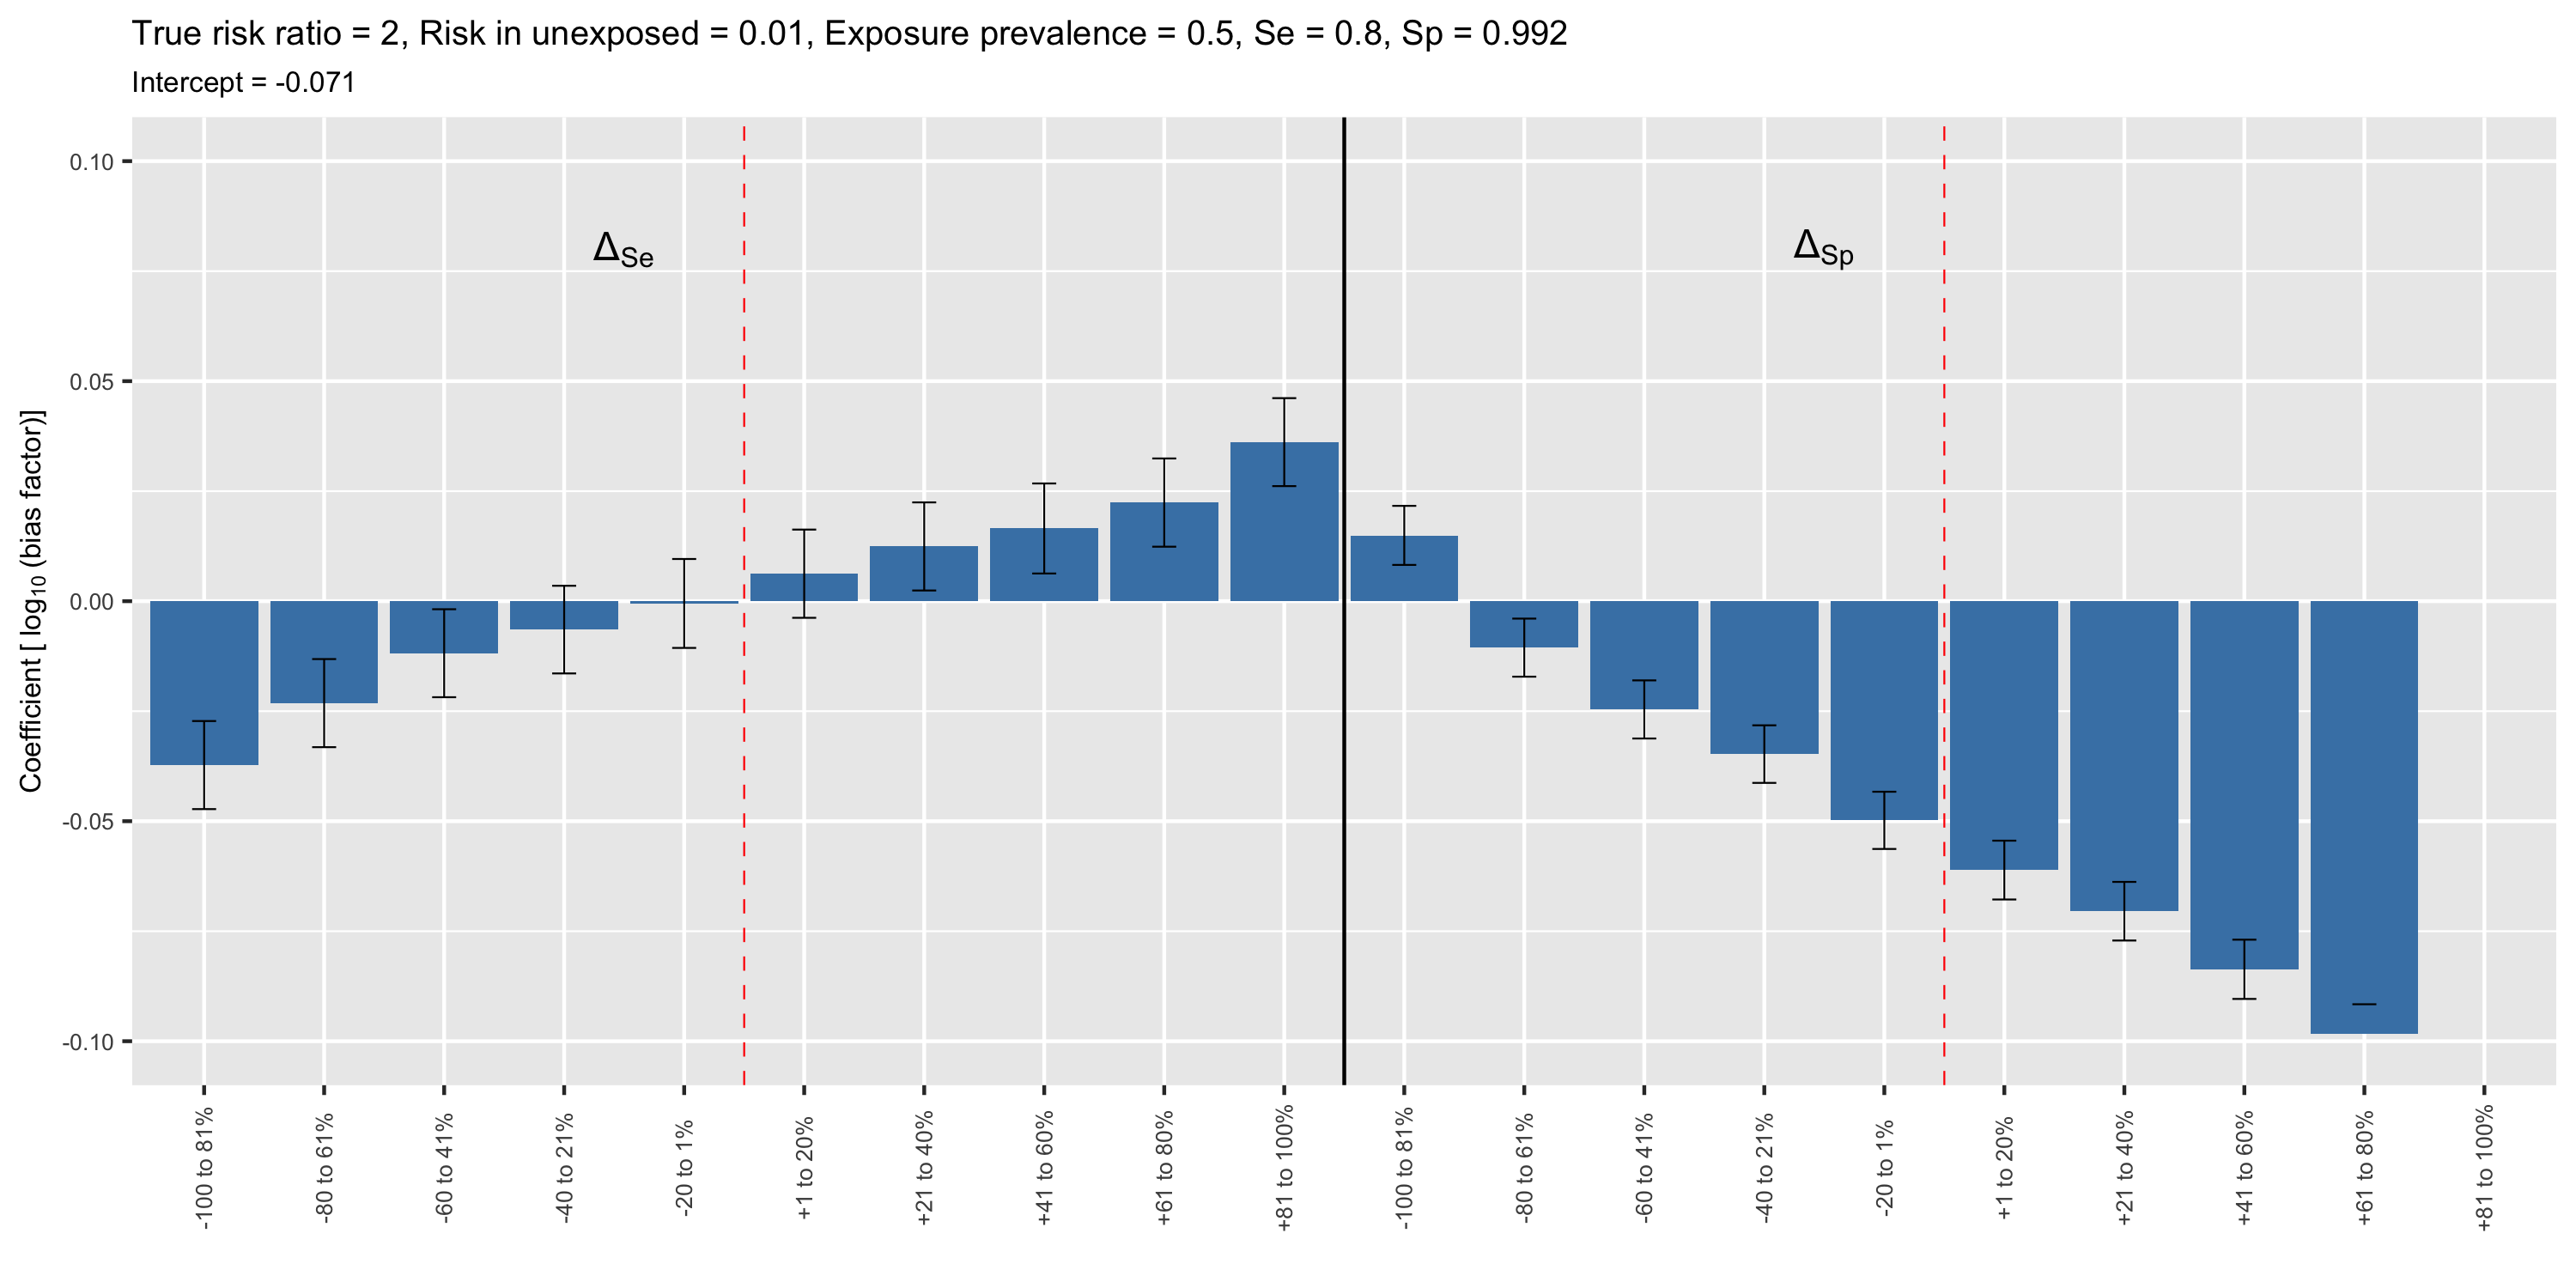 True risk ratio = 2, Risk in unexposed = 0.01, Exposure prevalence = 0.5, Se = 0.8, Sp = 0.992
Intercept = -0.071
Coefficient [ log₁₀ (bias factor)]
0.10
0.05
0.00
-0.05
-0.10
Δ_Se
Δ_Sp
-100 to 81%
-80 to 61%
-60 to 41%
-40 to 21%
-20 to 1%
+1 to 20%
+21 to 40%
+41 to 60%
+61 to 80%
+81 to 100%
-100 to 81%
-80 to 61%
-60 to 41%
-40 to 21%
-20 to 1%
+1 to 20%
+21 to 40%
+41 to 60%
+61 to 80%
+81 to 100%